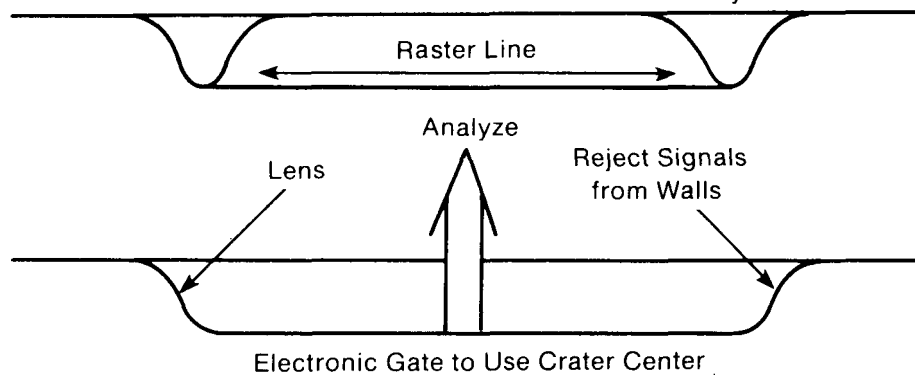 Raster Line
Analyze
Lens
Reject Signals
from Walls
Electronic Gate to Use Crater Center